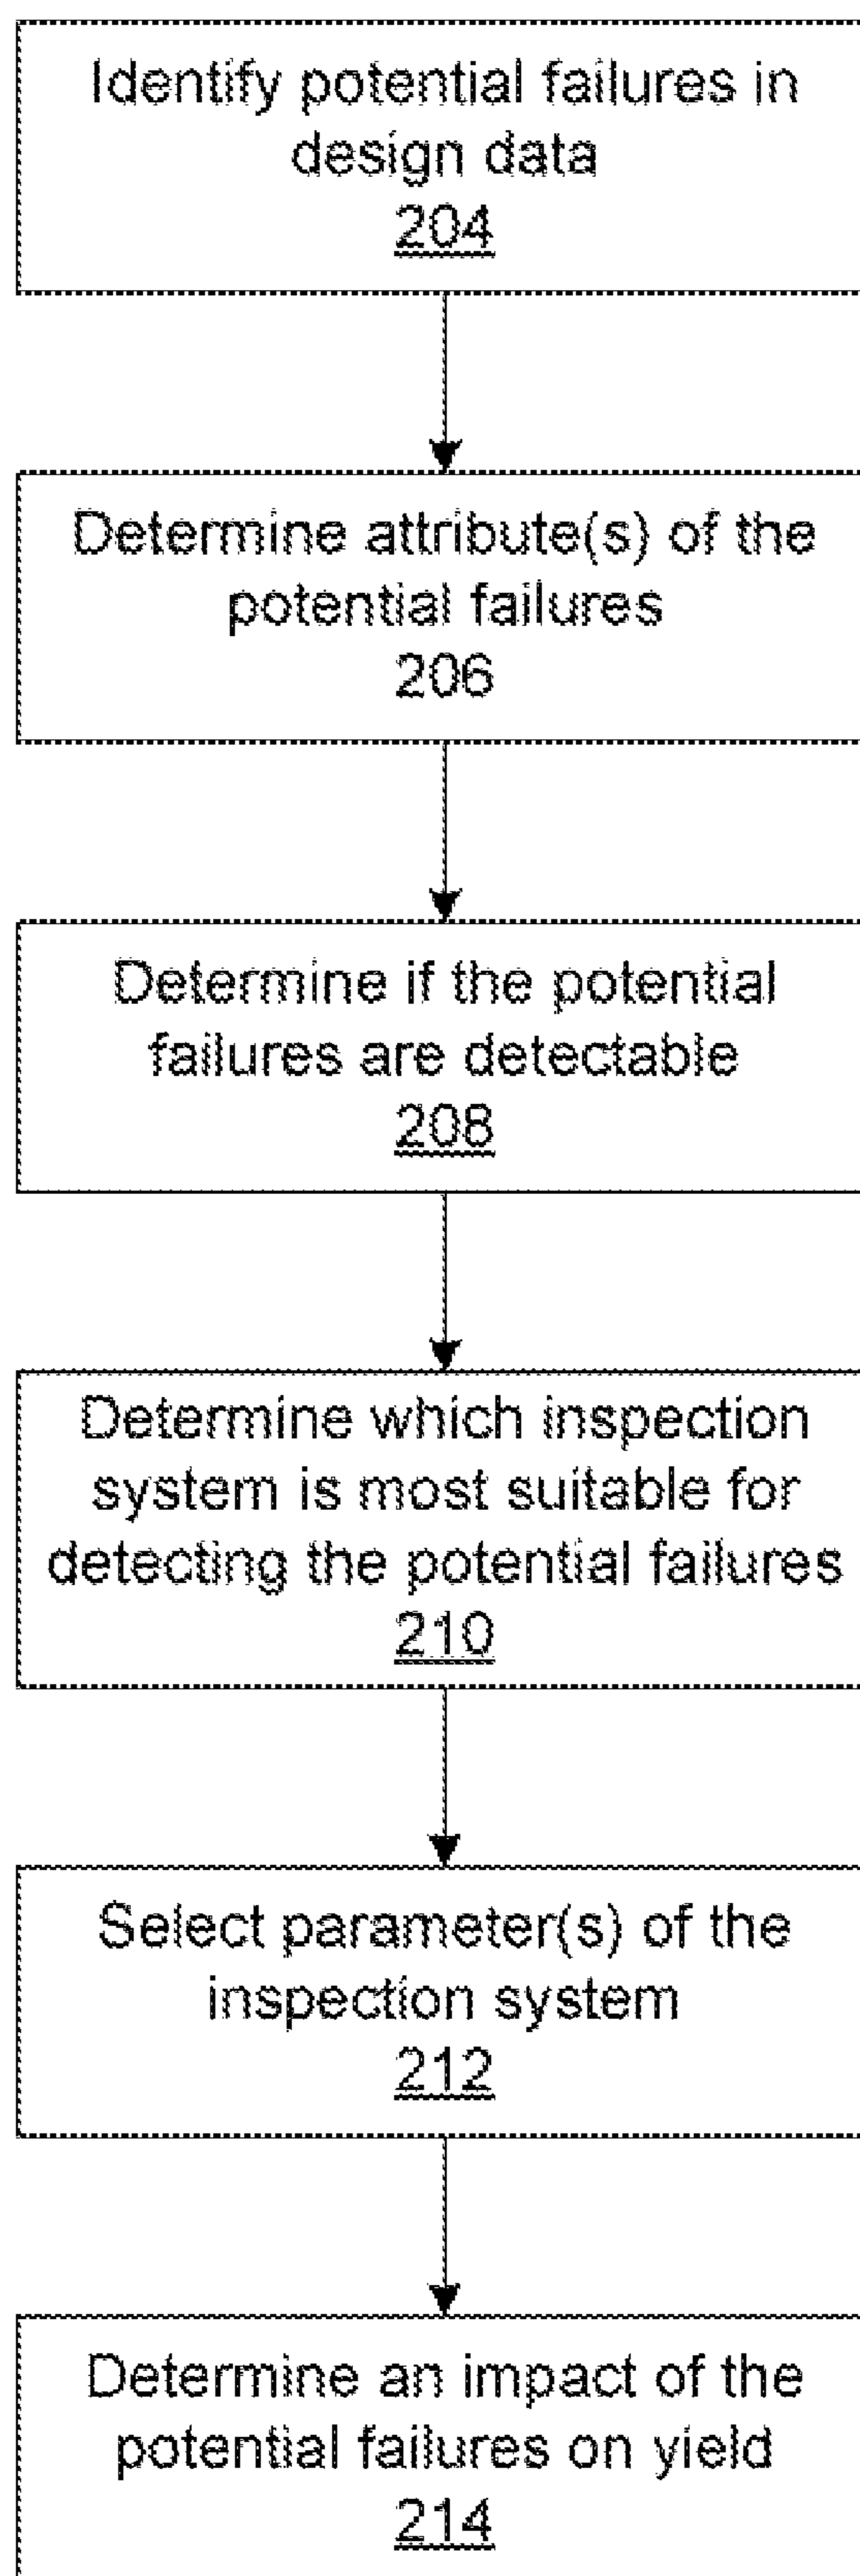 Identify potential failures in
design data
204
Determine attribute(s) of the
potential failures
206
Determine if the potential
failures are detectable
208
Determine which inspection
system is most suitable for
detecting the potential failures
210
Select parameter(s) of the
inspection system
212
Determine an impact of the
potential failures on yield
214